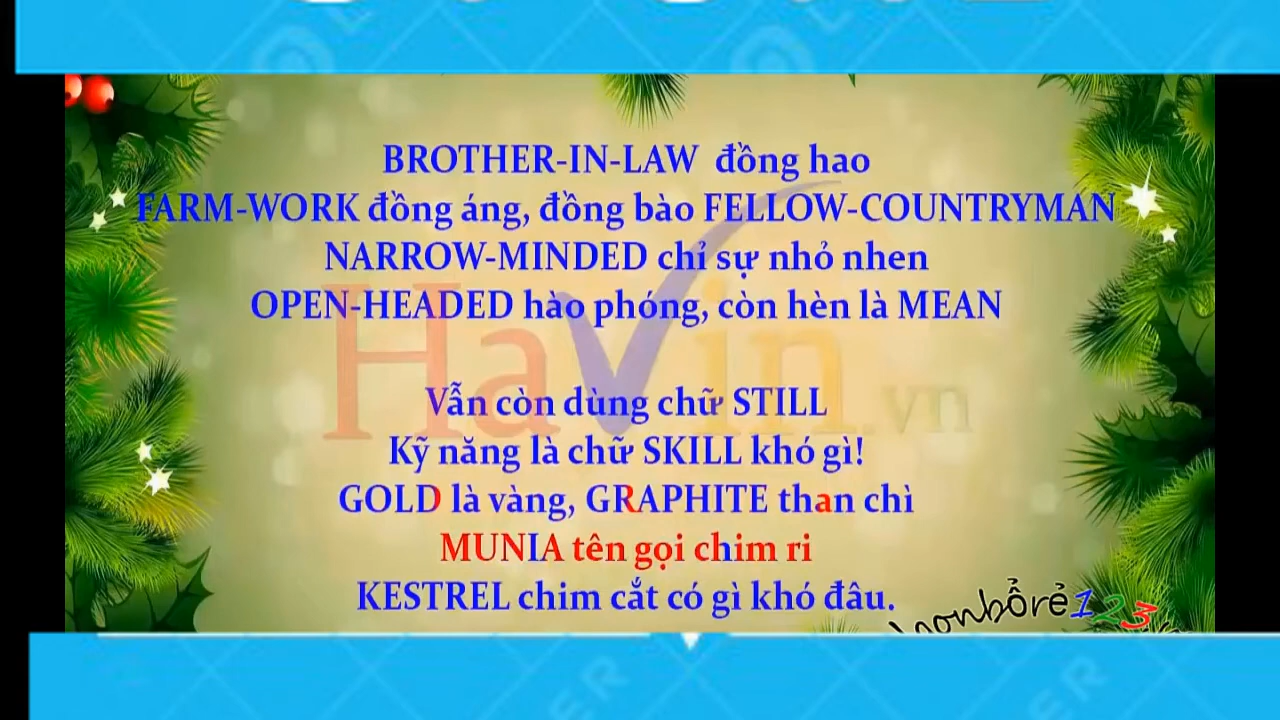 BROTHER-IN-LAW đồng hao
FARM-WORK đồng áng, đồng bào FELLOW-COUNTRYMAN
NARROW-MINDED chỉ sự nhỏ nhen
OPEN-HEADED hào phóng, còn hèn là MEAN
HaVin.vn
Vẫn còn dùng chữ STILL
Kỹ năng là chữ SKILL khó gì!
GOLD là vàng, GRAPHITE than chì
MUNIA tên gọi chim ri
KESTREL chim cắt có gì khó đâu.